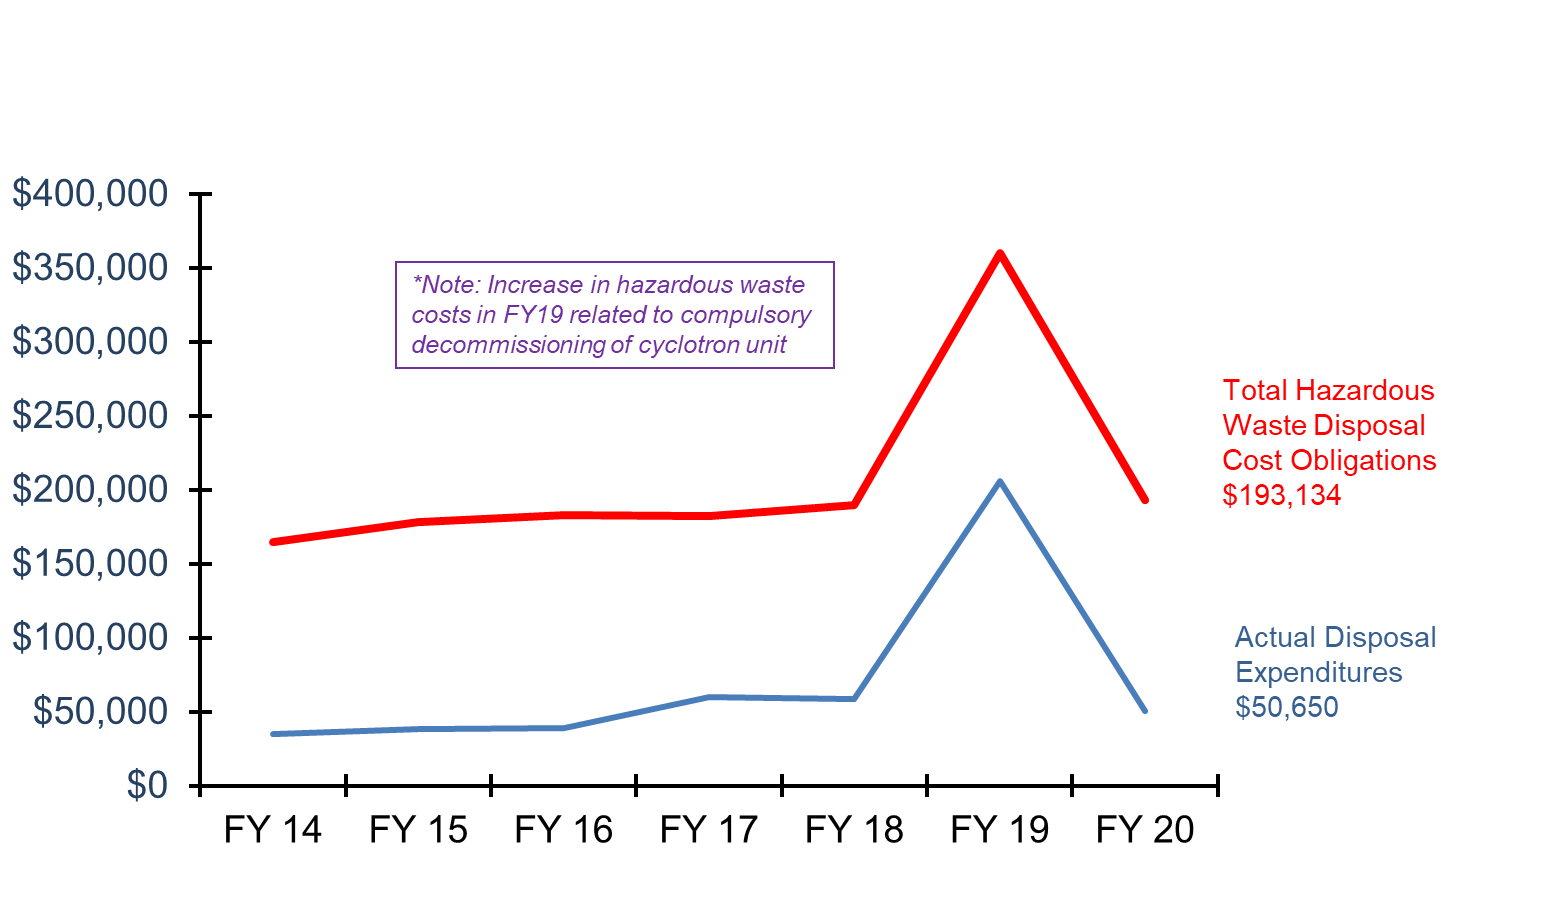 $400,000
$350,000
$300,000
$250,000
$200,000
$150,000
$100,000
$50,000
$0
*Note: Increase in hazardous waste
costs in FY19 related to compulsory
decommissioning of cyclotron unit
Total Hazardous
Waste Disposal
Cost Obligations
$193,134
Actual Disposal
Expenditures
$50,650
FY 14 FY 15 FY 16 FY 17 FY 18 FY 19 FY 20